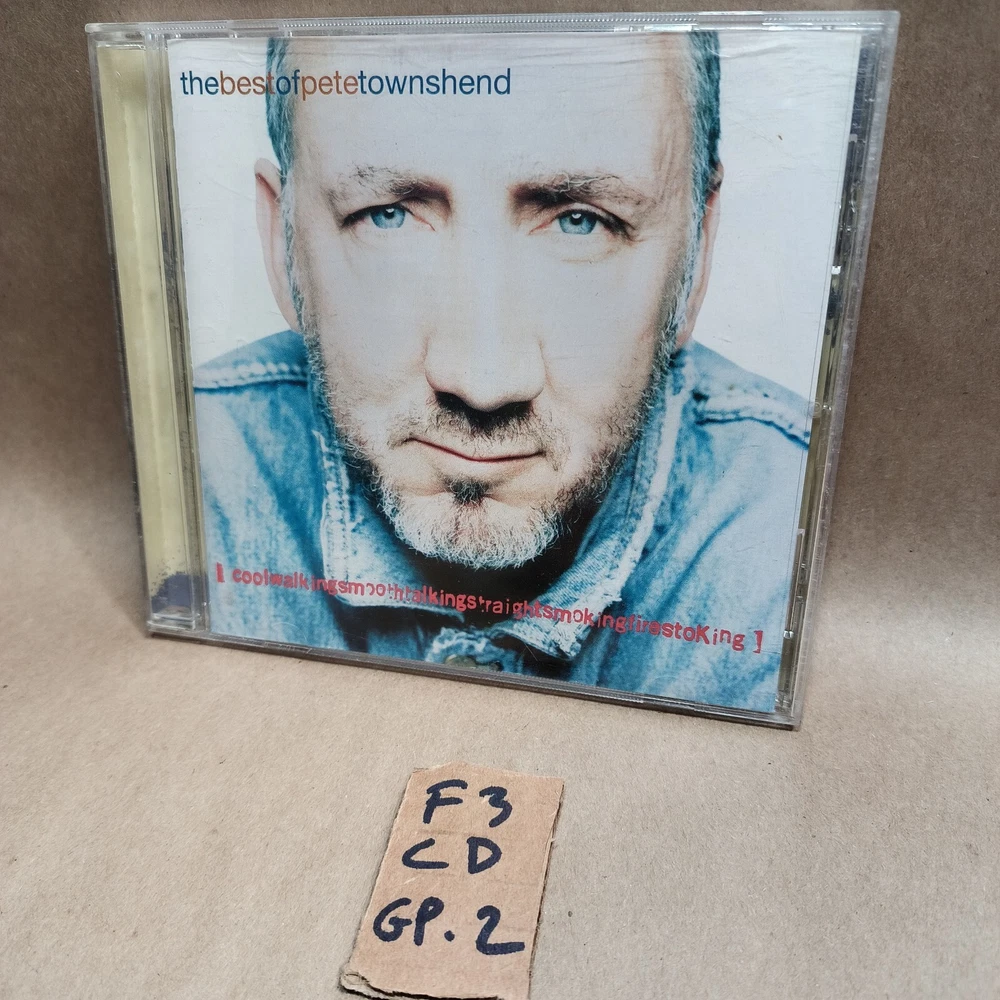 thebestofpetetownshend
[ coolwalkingsmoothtalkingstraightsmokingfirestoKing ]
F3
CD
GP.2